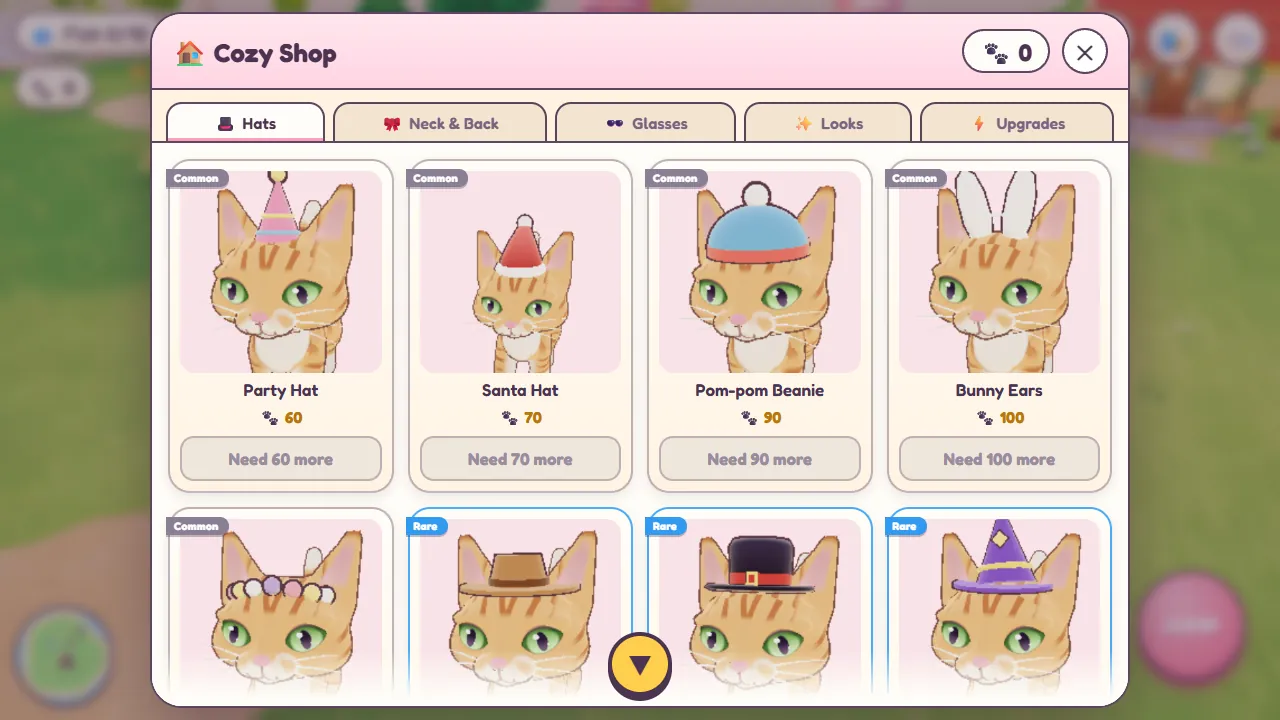 Cozy Shop
0
Hats
Neck & Back
Glasses
Looks
Upgrades
Common
Common
Common
Common
Party Hat
Santa Hat
Pom-pom Beanie
Bunny Ears
60
70
90
100
Need 60 more
Need 70 more
Need 90 more
Need 100 more
Common
Rare
Rare
Rare